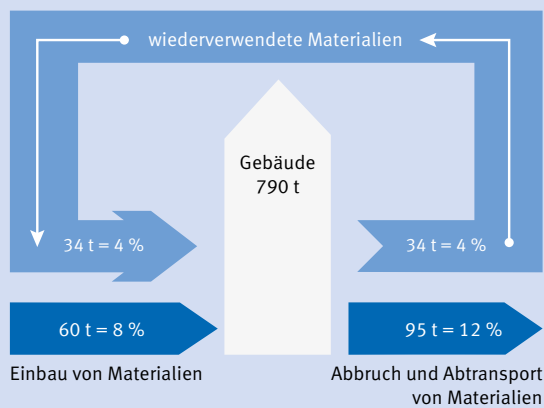 wiederverwendete Materialien
Gebäude
790 t
34 t = 4 %
34 t = 4 %
60 t = 8 %
95 t = 12 %
Einbau von Materialien
Abbruch und Abtransport
von Materialien